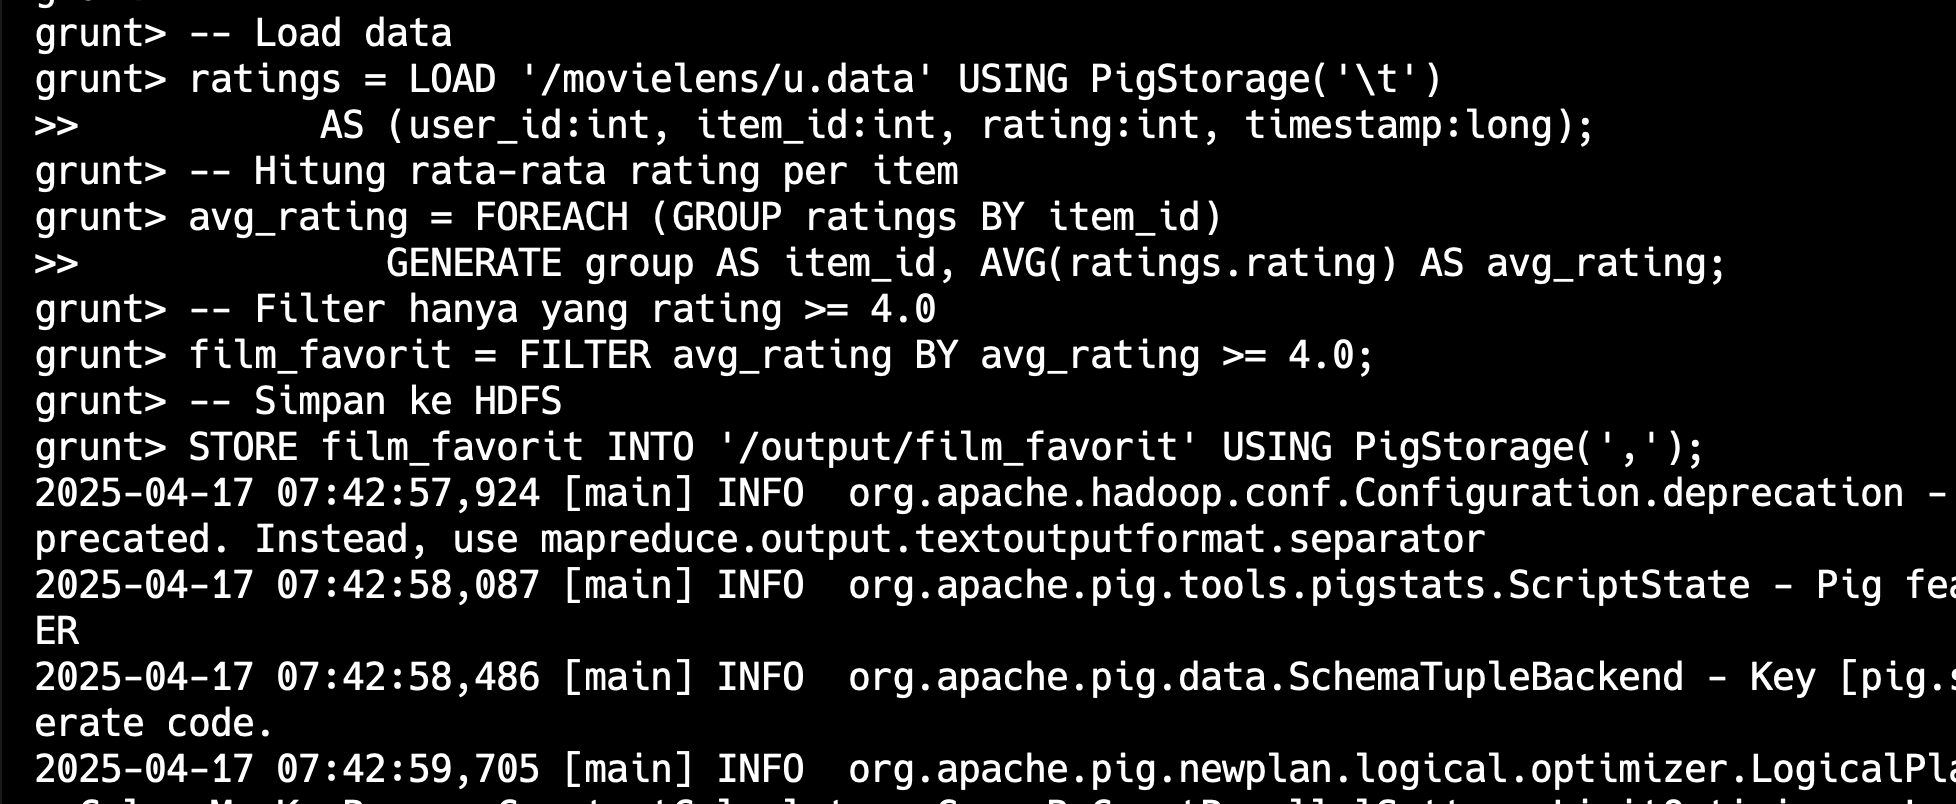 grunt> -- Load data
grunt> ratings = LOAD '/movielens/u.data' USING PigStorage('\t')
>>           AS (user_id:int, item_id:int, rating:int, timestamp:long);
grunt> -- Hitung rata-rata rating per item
grunt> avg_rating = FOREACH (GROUP ratings BY item_id)
>>              GENERATE group AS item_id, AVG(ratings.rating) AS avg_rating;
grunt> -- Filter hanya yang rating >= 4.0
grunt> film_favorit = FILTER avg_rating BY avg_rating >= 4.0;
grunt> -- Simpan ke HDFS
grunt> STORE film_favorit INTO '/output/film_favorit' USING PigStorage(',');
2025-04-17 07:42:57,924 [main] INFO  org.apache.hadoop.conf.Configuration.deprecation -
precated. Instead, use mapreduce.output.textoutputformat.separator
2025-04-17 07:42:58,087 [main] INFO  org.apache.pig.tools.pigstats.ScriptState - Pig fea
ER
2025-04-17 07:42:58,486 [main] INFO  org.apache.pig.data.SchemaTupleBackend - Key [pig.s
erate code.
2025-04-17 07:42:59,705 [main] INFO  org.apache.pig.newplan.logical.optimizer.LogicalPla